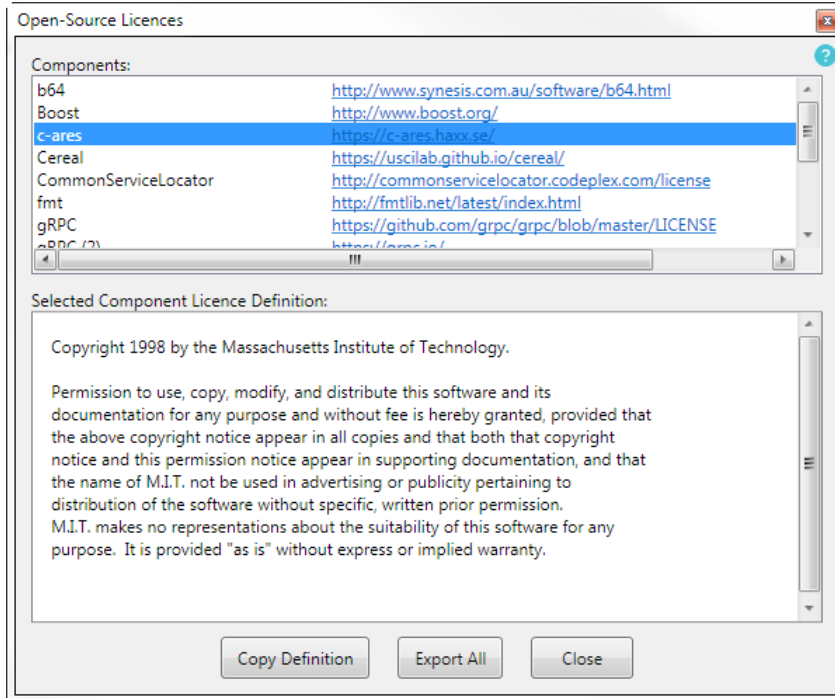 Open-Source Licences
Components:
b64 http://www.synesis.com.au/software/b64.html
Boost http://www.boost.org/
c-ares https://c-ares.haxx.se/
Cereal https://uscilab.github.io/cereal/
CommonServiceLocator http://commonservicelocator.codeplex.com/license
fmt http://fmtlib.net/latest/index.html
gRPC https://github.com/grpc/grpc/blob/master/LICENSE
gRPC (2) https://grpc.io/
Selected Component Licence Definition:
Copyright 1998 by the Massachusetts Institute of Technology.
Permission to use, copy, modify, and distribute this software and its
documentation for any purpose and without fee is hereby granted, provided that
the above copyright notice appear in all copies and that both that copyright
notice and this permission notice appear in supporting documentation, and that
the name of M.I.T. not be used in advertising or publicity pertaining to
distribution of the software without specific, written prior permission.
M.I.T. makes no representations about the suitability of this software for any
purpose.  It is provided "as is" without express or implied warranty.
Copy Definition Export All Close